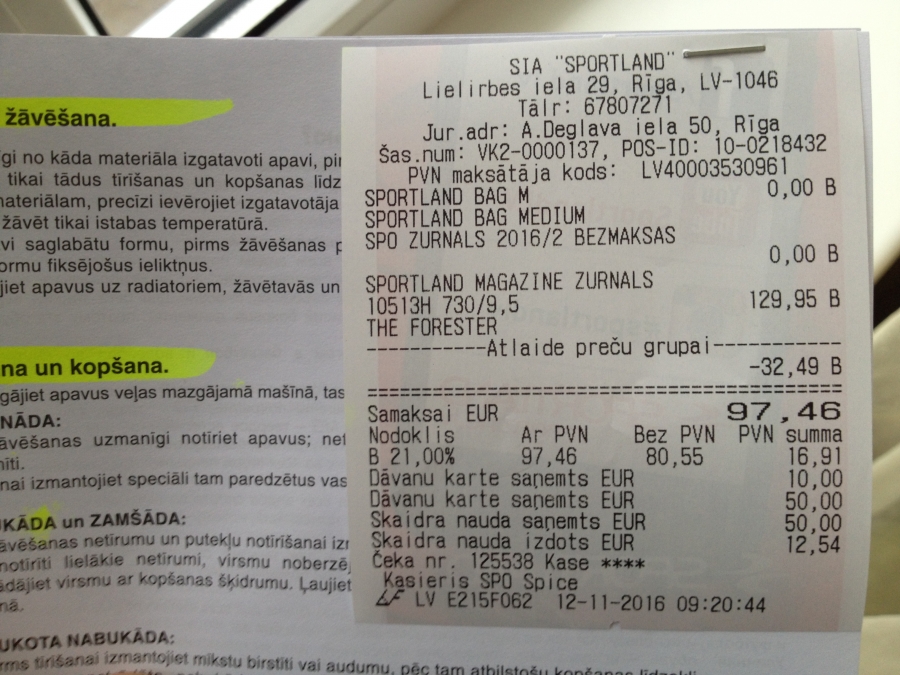 žāvēšana.
gi no kāda materiāla izgatavoti apavi,
tikai tādus tīrīšanas un kopšanas
materiālam, precīzi ievērojiet izgatavotāja
žāvēt tikai istabas temperatūrā.
saglabātu formu, pirms žāvēšanas
fiksējošus ieliktņus.
jiet apavus uz radiatoriem, žāvētavās un
na un kopšana.
gājiet apavus veļas mazgājamā mašīnā,
NĀDA:
āvēšanas uzmanīgi notīriet apavus;
nai izmantojiet speciāli tam paredzētus
KĀDA un ZAMŠĀDA:
āvēšanas netīrumu un putekļu notīrīšanai
notīrīti lielākie netīrumi, virsmu
ādājiet virsmu ar kopšanas šķidrumu. Ļaujiet
UKOTA NABUKĀDA:
rms tīrīšanai izmantojiet mīkstu birstīti vai audumu, pēc tam atbilstošu kopšanas
SIA "SPORTLAND"
Lielirbes iela 29, Rīga, LV-1046
Tālr: 67807271
Jur.adr: A.Deglava iela 50, Rīga
Šas.num: VK2-0000137, POS-ID: 10-0218432
PVN maksātāja kods: LV40003530961
SPORTLAND BAG M 0,00 B
SPORTLAND BAG MEDIUM
SPO ZURNALS 2016/2 BEZMAKSAS
0,00 B
SPORTLAND MAGAZINE ZURNALS
10513H 730/9,5 129,95 B
THE FORESTER
-----------Atlaide preču grupai-----------
-32,49 B
==========================================
Samaksai EUR 97,46
Nodoklis Ar PVN Bez PVN PVN summa
B 21,00% 97,46 80,55 16,91
Dāvanu karte saņemts EUR 10,00
Dāvanu karte saņemts EUR 50,00
Skaidra nauda saņemts EUR 50,00
Skaidra nauda izdots EUR 12,54
Čeka nr. 125538 Kase ****
Kasieris SPO Spice
LV E215F062 12-11-2016 09:20:44